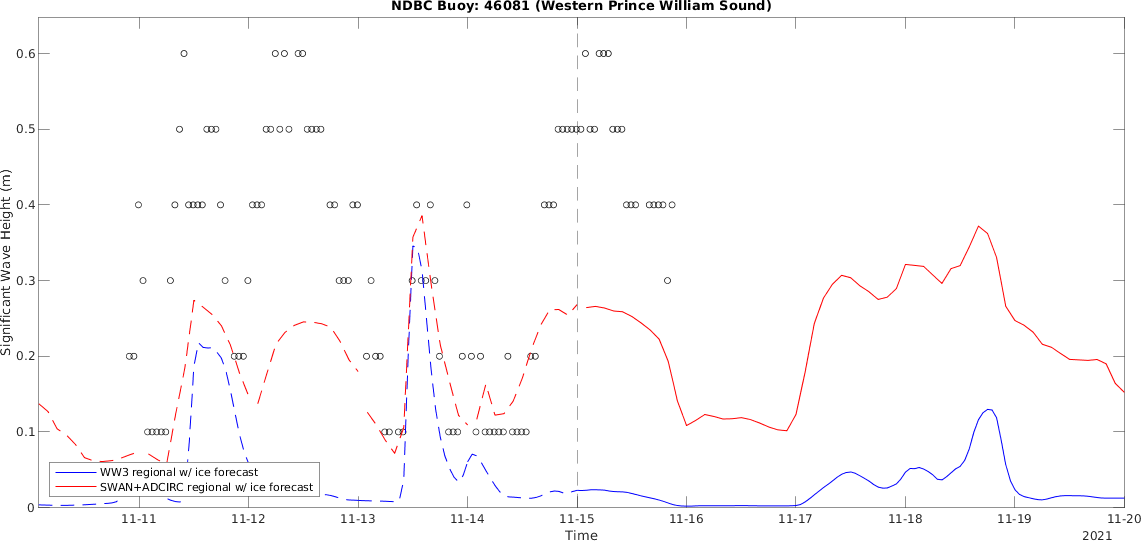 NDBC Buoy: 46081 (Western Prince William Sound)
Significant Wave Height (m)
0.6
0.5
0.4
0.3
0.2
0.1
0
WW3 regional w/ ice forecast
SWAN+ADCIRC regional w/ ice forecast
11-11 11-12 11-13 11-14 11-15 11-16 11-17 11-18 11-19 11-20
Time
2021